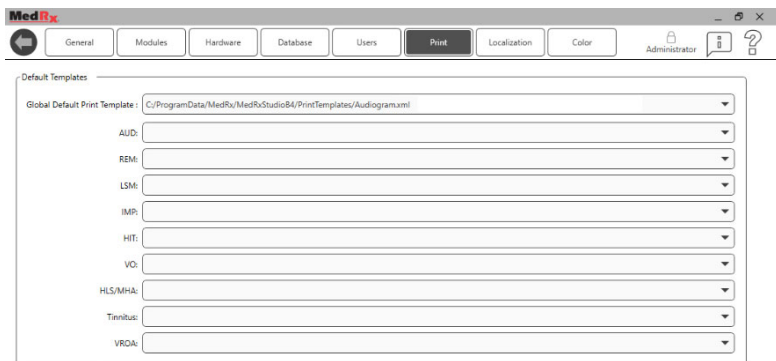 MedRx
General Modules Hardware Database Users Print Localization Color Administrator
Default Templates
Global Default Print Template : C:/ProgramData/MedRx/MedRxStudio84/PrintTemplates/Audiogram.xml
AUD:
REM:
LSM:
IMP:
HIT:
VO:
HLS/MHA:
Tinnitus:
VROA: